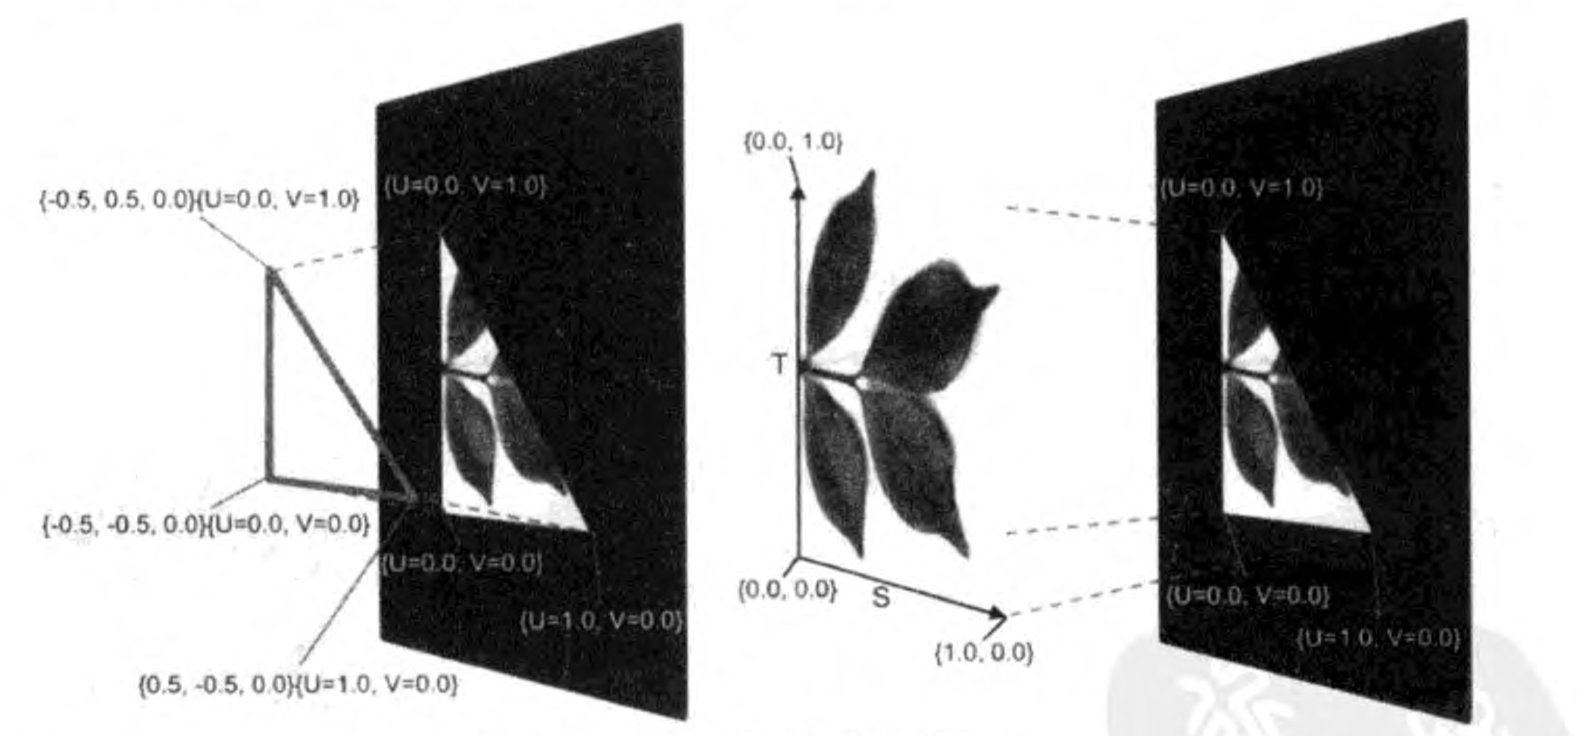 {-0.5, 0.5, 0.0}{U=0.0, V=1.0}
{U=0.0, V=1.0}
{-0.5, -0.5, 0.0}{U=0.0, V=0.0}
{U=0.0, V=0.0}
{U=1.0, V=0.0}
{0.5, -0.5, 0.0}{U=1.0, V=0.0}
{0.0, 1.0}
T
{0.0, 0.0}
S
{1.0, 0.0}
{U=0.0, V=1.0}
{U=0.0, V=0.0}
{U=1.0, V=0.0}